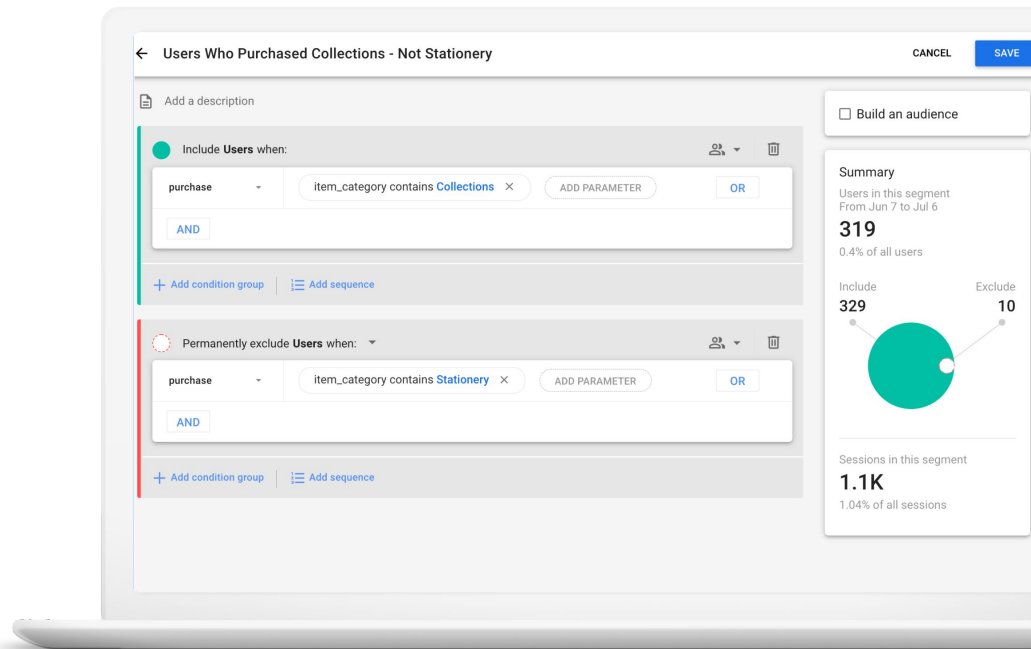 Users Who Purchased Collections - Not Stationery
CANCEL
SAVE
Add a description
Include Users when:
purchase
item_category contains Collections
ADD PARAMETER
OR
AND
Add condition group
Add sequence
Permanently exclude Users when:
purchase
item_category contains Stationery
ADD PARAMETER
OR
AND
Add condition group
Add sequence
Build an audience
Summary
Users in this segment
From Jun 7 to Jul 6
319
0.4% of all users
Include Exclude
329 10
Sessions in this segment
1.1K
1.04% of all sessions